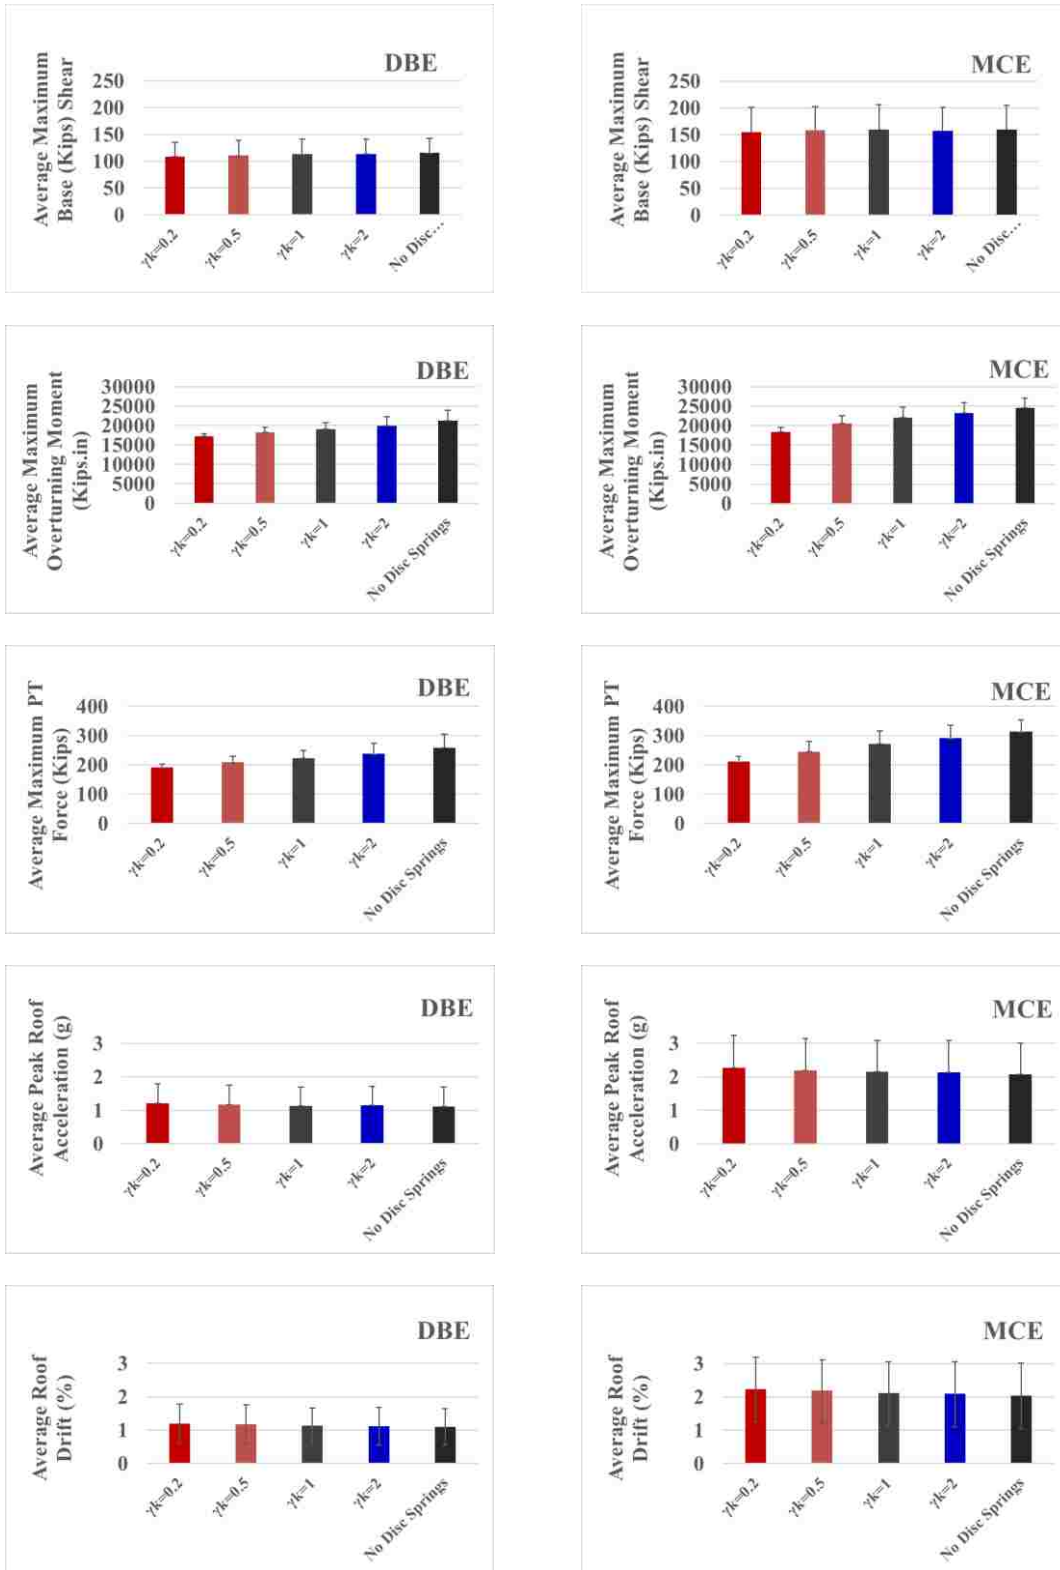 DBE
Average Maximum
Base (Kips) Shear
250
200
150
100
50
0
γk=0.2
γk=0.5
γk=1
γk=2
No Disc...
MCE
Average Maximum
Base (Kips) Shear
250
200
150
100
50
0
γk=0.2
γk=0.5
γk=1
γk=2
No Disc...
DBE
Average Maximum
Overturning Moment
(Kips.in)
30000
25000
20000
15000
10000
5000
0
γk=0.2
γk=0.5
γk=1
γk=2
No Disc Springs
MCE
Average Maximum
Overturning Moment
(Kips.in)
30000
25000
20000
15000
10000
5000
0
γk=0.2
γk=0.5
γk=1
γk=2
No Disc Springs
DBE
Average Maximum PT
Force (Kips)
400
300
200
100
0
γk=0.2
γk=0.5
γk=1
γk=2
No Disc Springs
MCE
Average Maximum PT
Force (Kips)
400
300
200
100
0
γk=0.2
γk=0.5
γk=1
γk=2
No Disc Springs
DBE
Average Peak Roof
Acceleration (g)
3
2
1
0
γk=0.2
γk=0.5
γk=1
γk=2
No Disc Springs
MCE
Average Peak Roof
Acceleration (g)
3
2
1
0
γk=0.2
γk=0.5
γk=1
γk=2
No Disc Springs
DBE
Average Roof
Drift (%)
3
2
1
0
γk=0.2
γk=0.5
γk=1
γk=2
No Disc Springs
MCE
Average Roof
Drift (%)
3
2
1
0
γk=0.2
γk=0.5
γk=1
γk=2
No Disc Springs